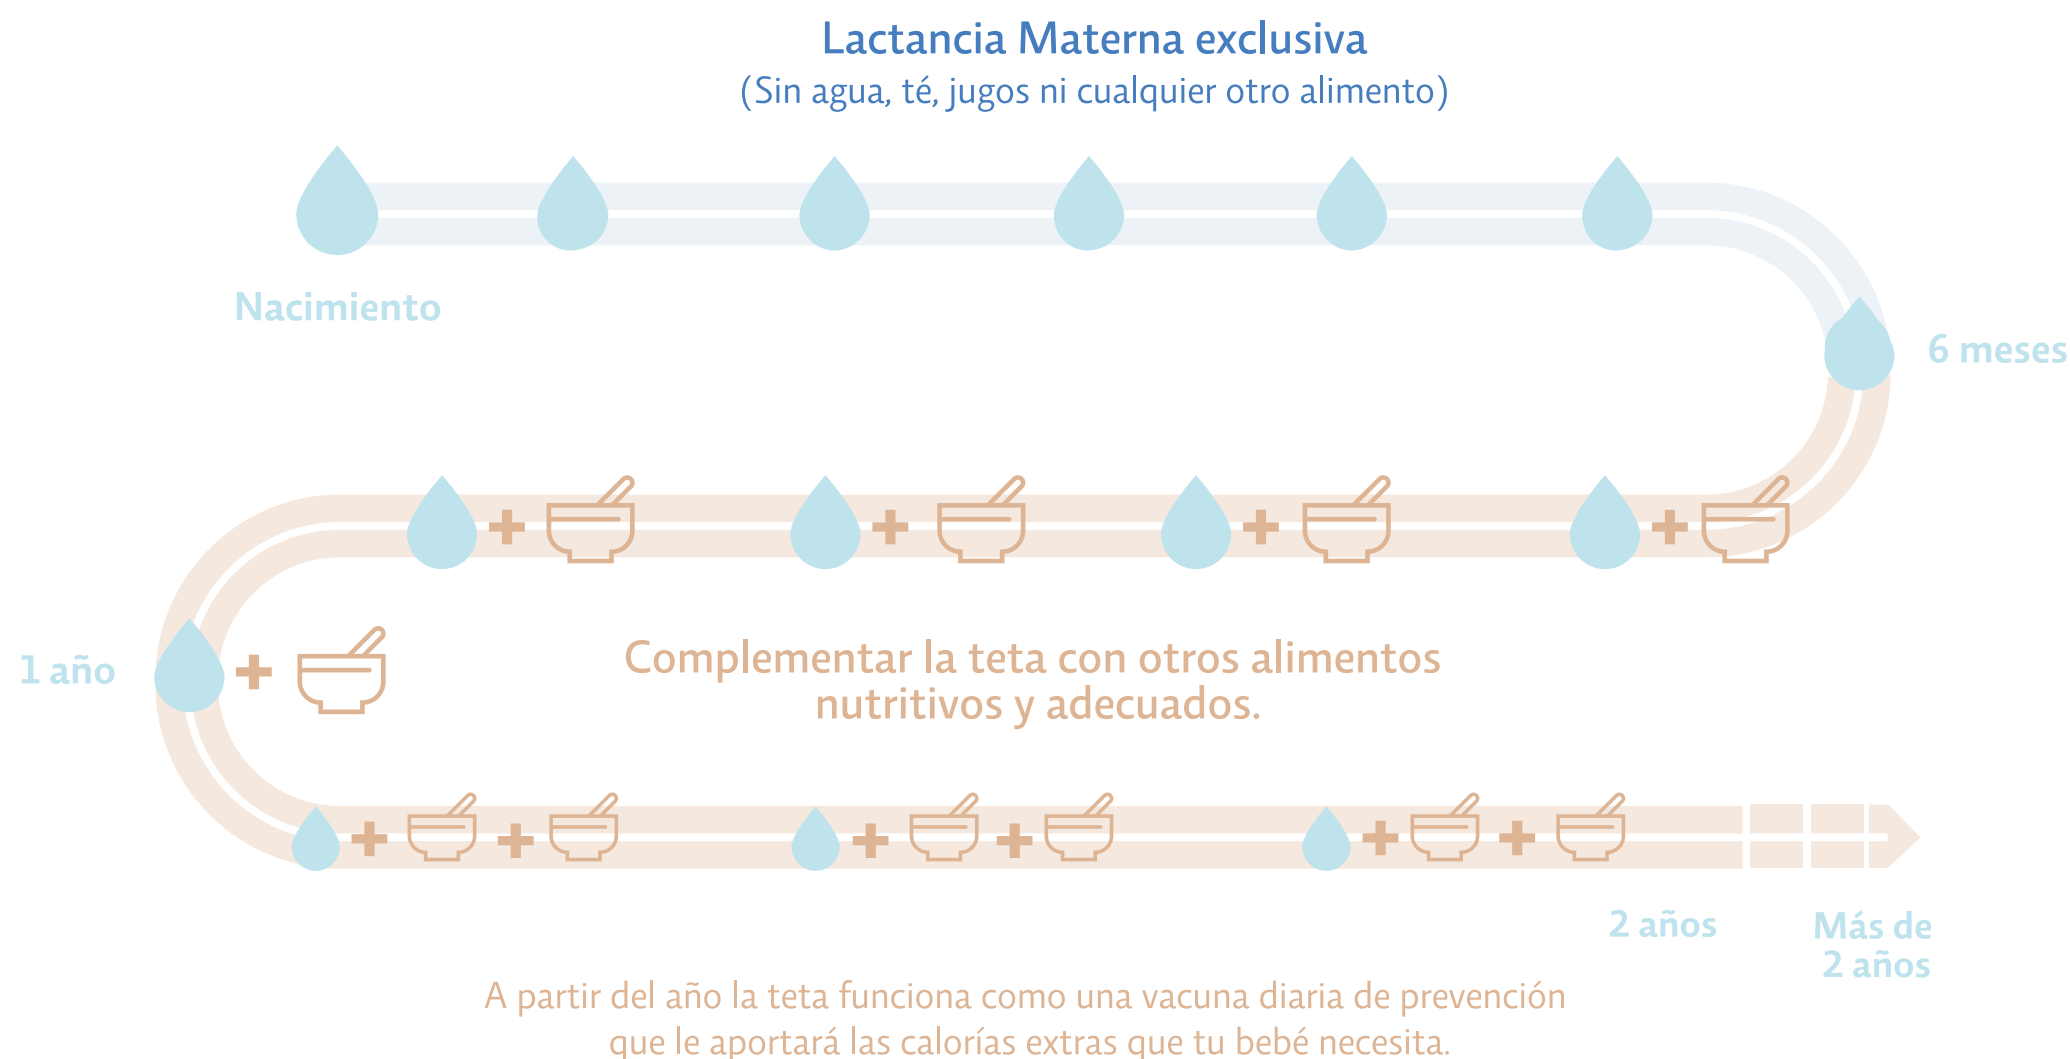 Lactancia Materna exclusiva
(Sin agua, té, jugos ni cualquier otro alimento)
Nacimiento
6 meses
1 año
Complementar la teta con otros alimentos
nutritivos y adecuados.
2 años
Más de
2 años
A partir del año la teta funciona como una vacuna diaria de prevención
que le aportará las calorías extras que tu bebé necesita.